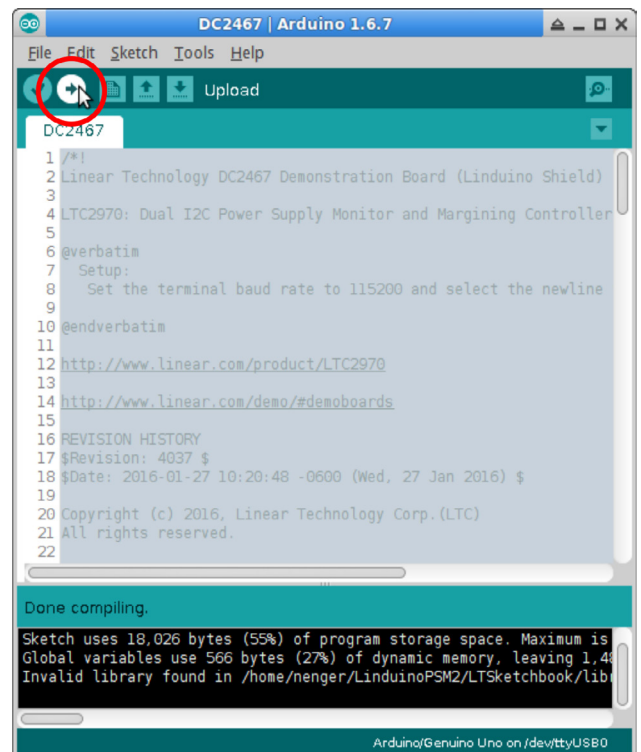 DC2467 | Arduino 1.6.7
File Edit Sketch Tools Help
Upload
DC2467
1 /*!
2 Linear Technology DC2467 Demonstration Board (Linduino Shield)
3
4 LTC2970: Dual I2C Power Supply Monitor and Margining Controller
5
6 @verbatim
7 Setup:
8 Set the terminal baud rate to 115200 and select the newline
9
10 @endverbatim
11
12 http://www.linear.com/product/LTC2970
13
14 http://www.linear.com/demo/#demoboards
15
16 REVISION HISTORY
17 $Revision: 4037 $
18 $Date: 2016-01-27 10:20:48 -0600 (Wed, 27 Jan 2016) $
19
20 Copyright (c) 2016, Linear Technology Corp.(LTC)
21 All rights reserved.
22
Done compiling.
Sketch uses 18,026 bytes (55%) of program storage space. Maximum is
Global variables use 566 bytes (27%) of dynamic memory, leaving 1,48
Invalid library found in /home/nenger/LinduinoPSM2/LTSketchbook/libr
Arduino/Genuino Uno on /dev/ttyUSB0